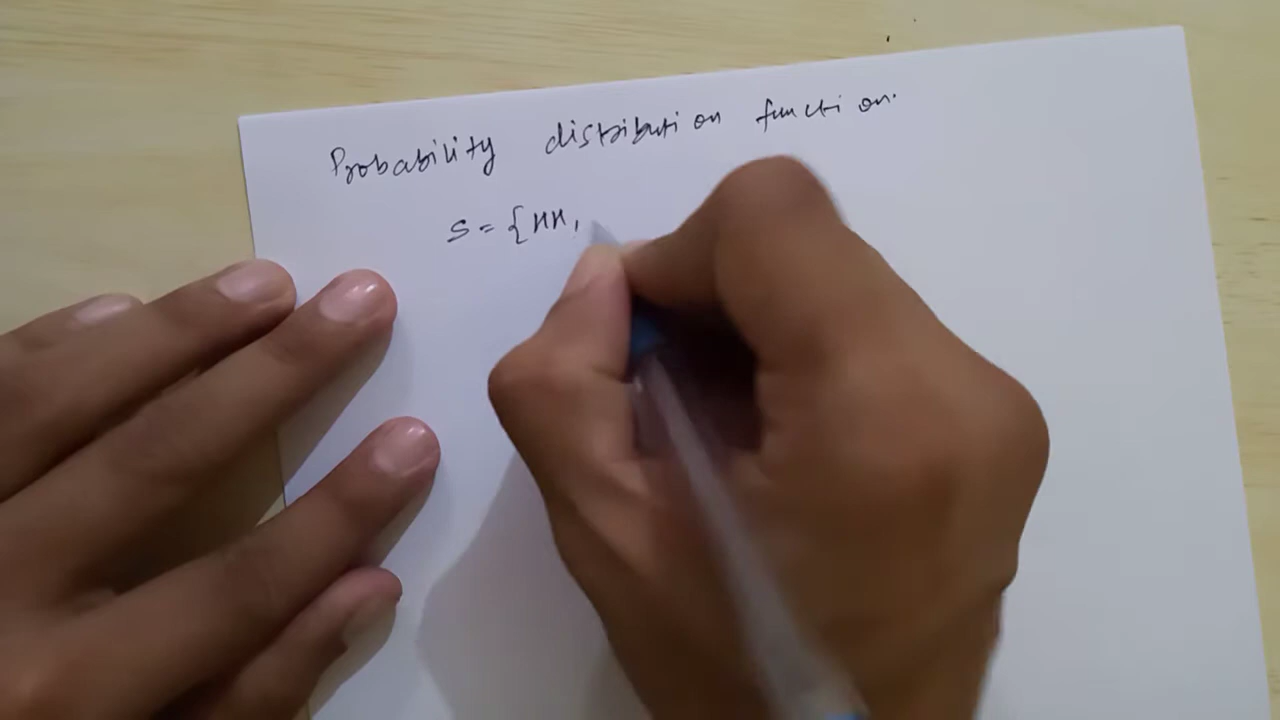 Probability distribution function.
S = {HH,